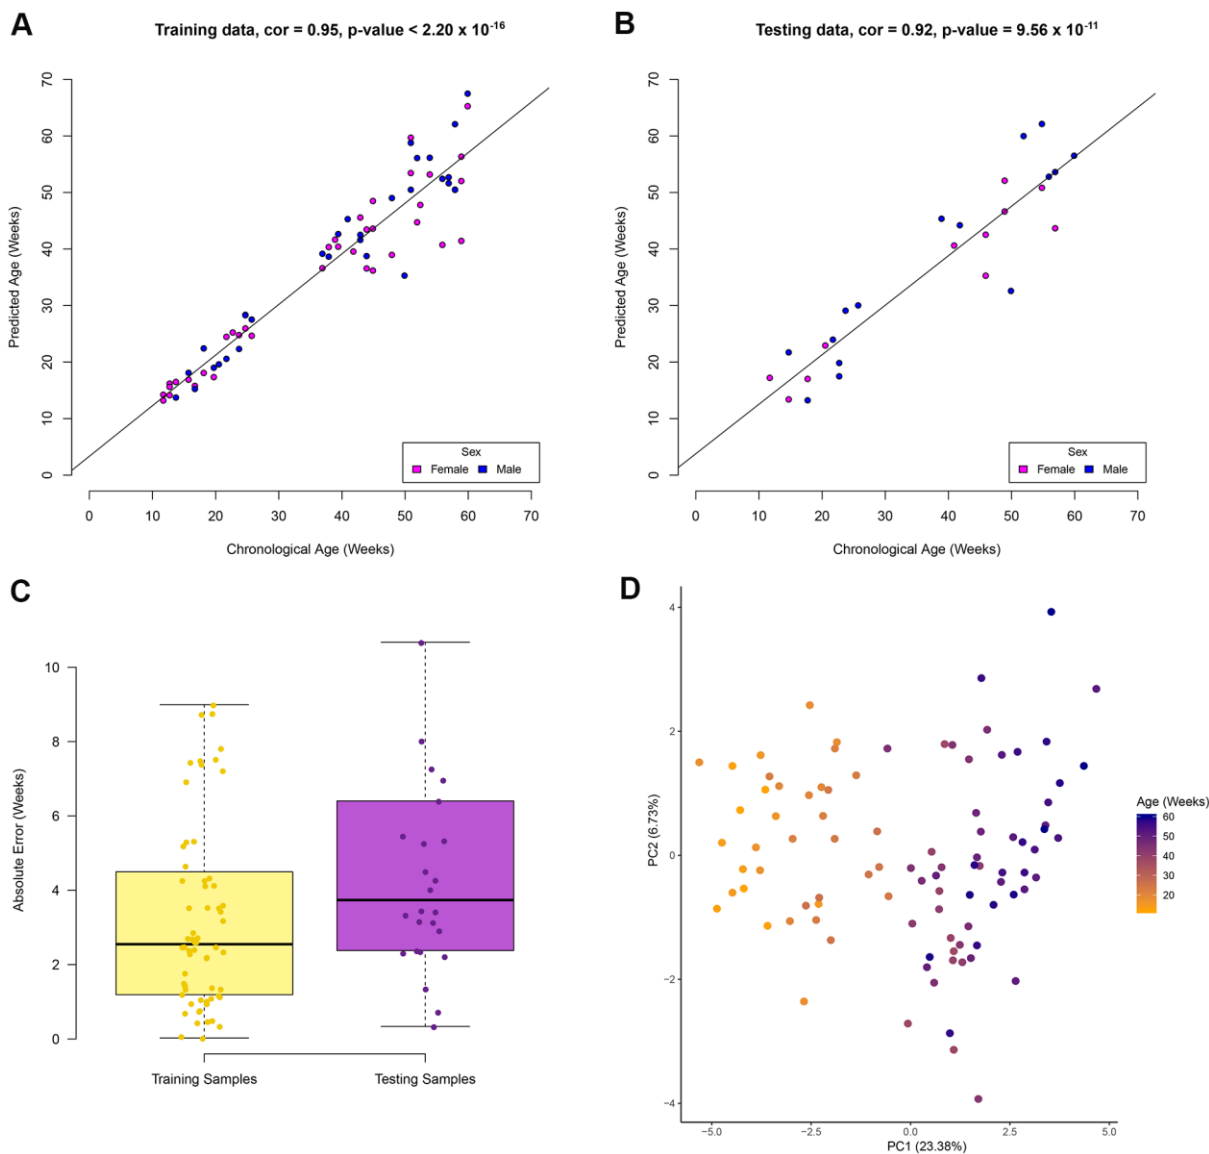 A
Training data, cor = 0.95, p-value < 2.20 x 10⁻¹⁶
Predicted Age (Weeks)
70
60
50
40
30
20
10
0
Sex
Female Male
0 10 20 30 40 50 60 70
Chronological Age (Weeks)
B
Testing data, cor = 0.92, p-value = 9.56 x 10⁻¹¹
Predicted Age (Weeks)
70
60
50
40
30
20
10
0
Sex
Female Male
0 10 20 30 40 50 60 70
Chronological Age (Weeks)
C
Absolute Error (Weeks)
10
8
6
4
2
0
Training Samples Testing Samples
D
PC2 (6.73%)
4
2
0
−2
−4
−5.0 −2.5 0.0 2.5 5.0
PC1 (23.38%)
Age (Weeks)
60
50
40
30
20